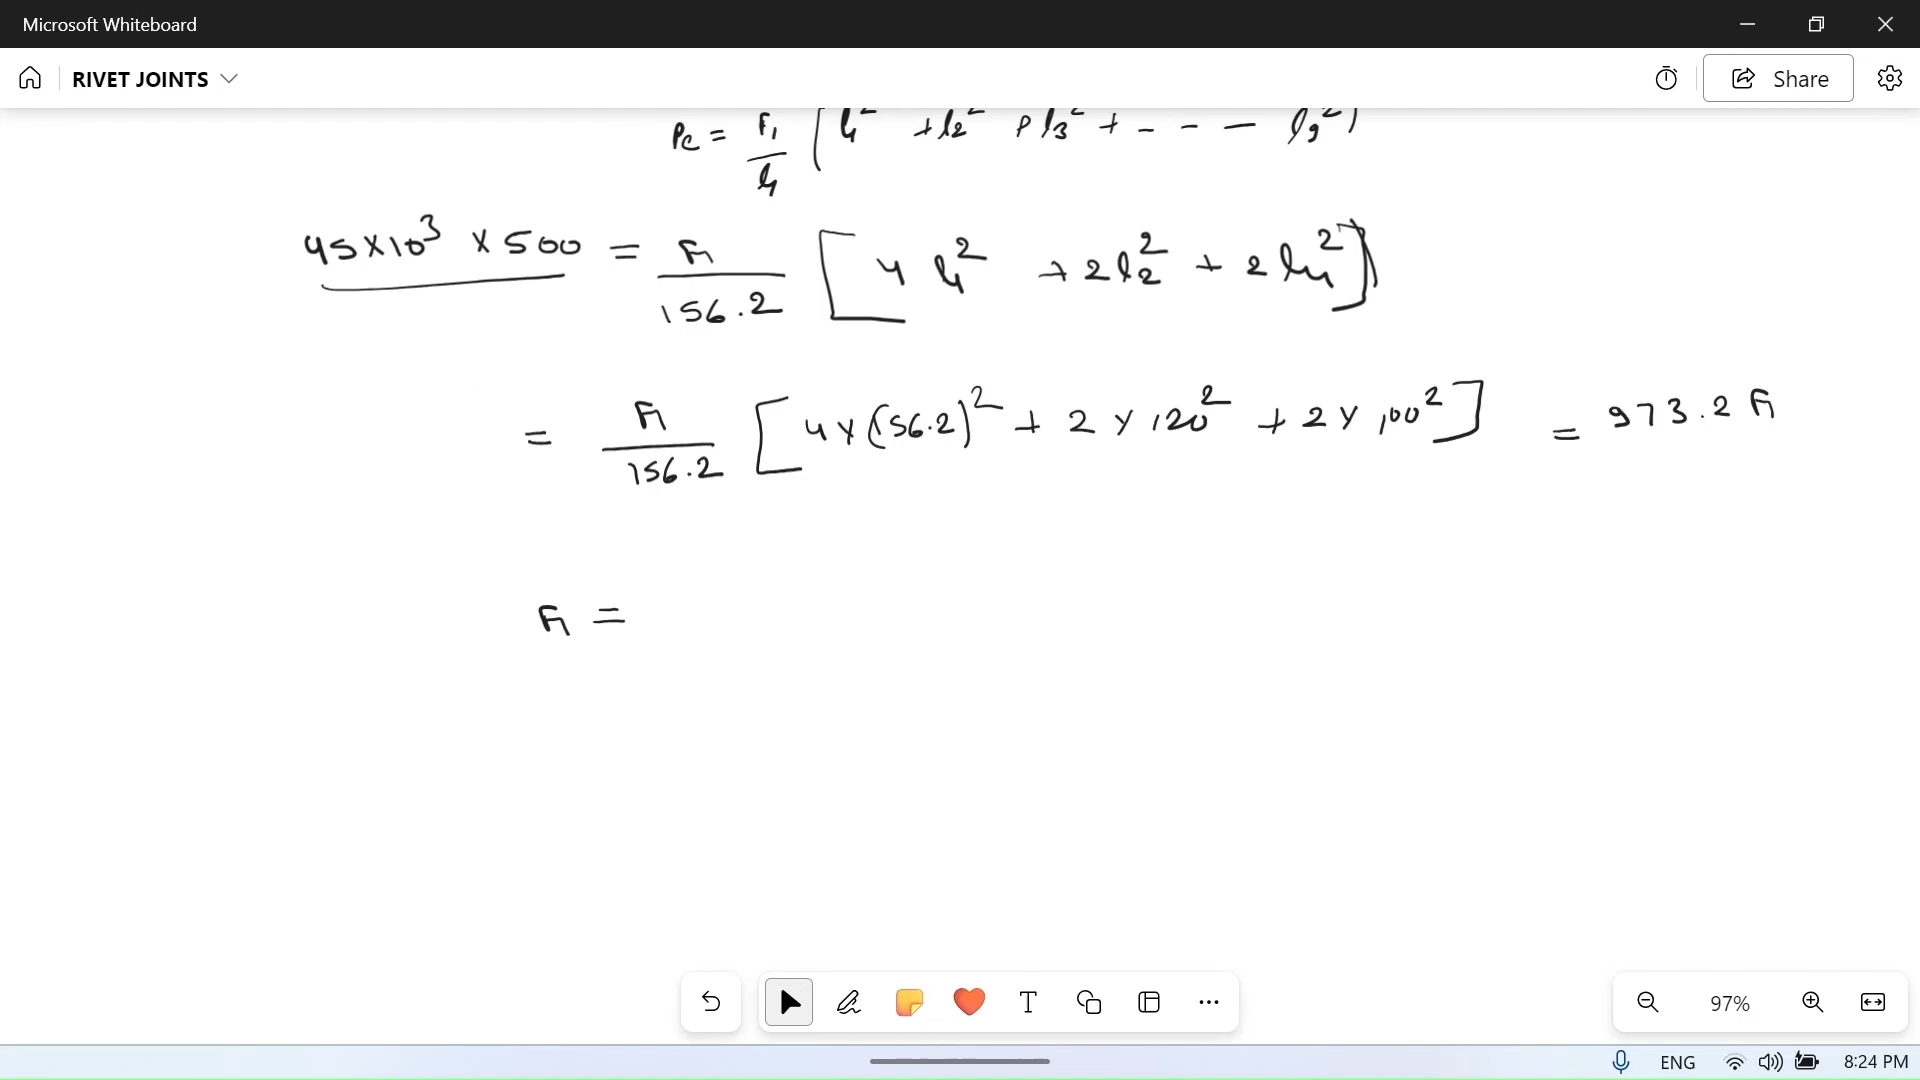 Microsoft Whiteboard
RIVET JOINTS
Share
Pe = F₁/l₁ [l₁² + l₂² + l₃² + - - - l₉²)
45×10³ × 500 = F₁/156.2 [4 l₁² + 2l₂² + 2l₄²]
= F₁/156.2 [4×(156.2)² + 2 × 120² + 2 × 100²] = 973.2 F₁
F₁ =
97%
ENG
8:24 PM